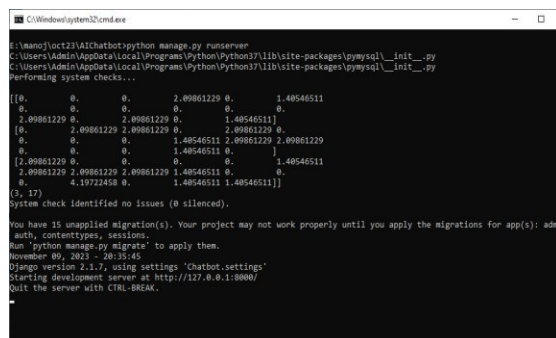 C:\Windows\system32\cmd.exe
E:\manoj\oct23\AIChatbot>python manage.py runserver
C:\Users\Admin\AppData\Local\Programs\Python\Python37\lib\site-packages\pymysql\__init__.py
C:\Users\Admin\AppData\Local\Programs\Python\Python37\lib\site-packages\pymysql\__init__.py
Performing system checks...
[[0. 0. 0. 2.09861229 0. 1.40546511
0. 0. 0. 0. 0. 0.
2.09861229 0. 2.09861229 0. 1.40546511]
[0. 2.09861229 2.09861229 0. 2.09861229 0.
0. 0. 0. 1.40546511 2.09861229 2.09861229
0. 0. 0. 1.40546511 0. ]
[2.09861229 0. 0. 0. 0. 1.40546511
2.09861229 2.09861229 2.09861229 1.40546511 0. 0.
0. 4.19722458 0. 1.40546511 1.40546511]]
(3, 17)
System check identified no issues (0 silenced).
You have 15 unapplied migration(s). Your project may not work properly until you apply the migrations for app(s): adm
auth, contenttypes, sessions.
Run 'python manage.py migrate' to apply them.
November 09, 2023 - 20:35:45
Django version 2.1.7, using settings 'Chatbot.settings'
Starting development server at http://127.0.0.1:8000/
Quit the server with CTRL-BREAK.